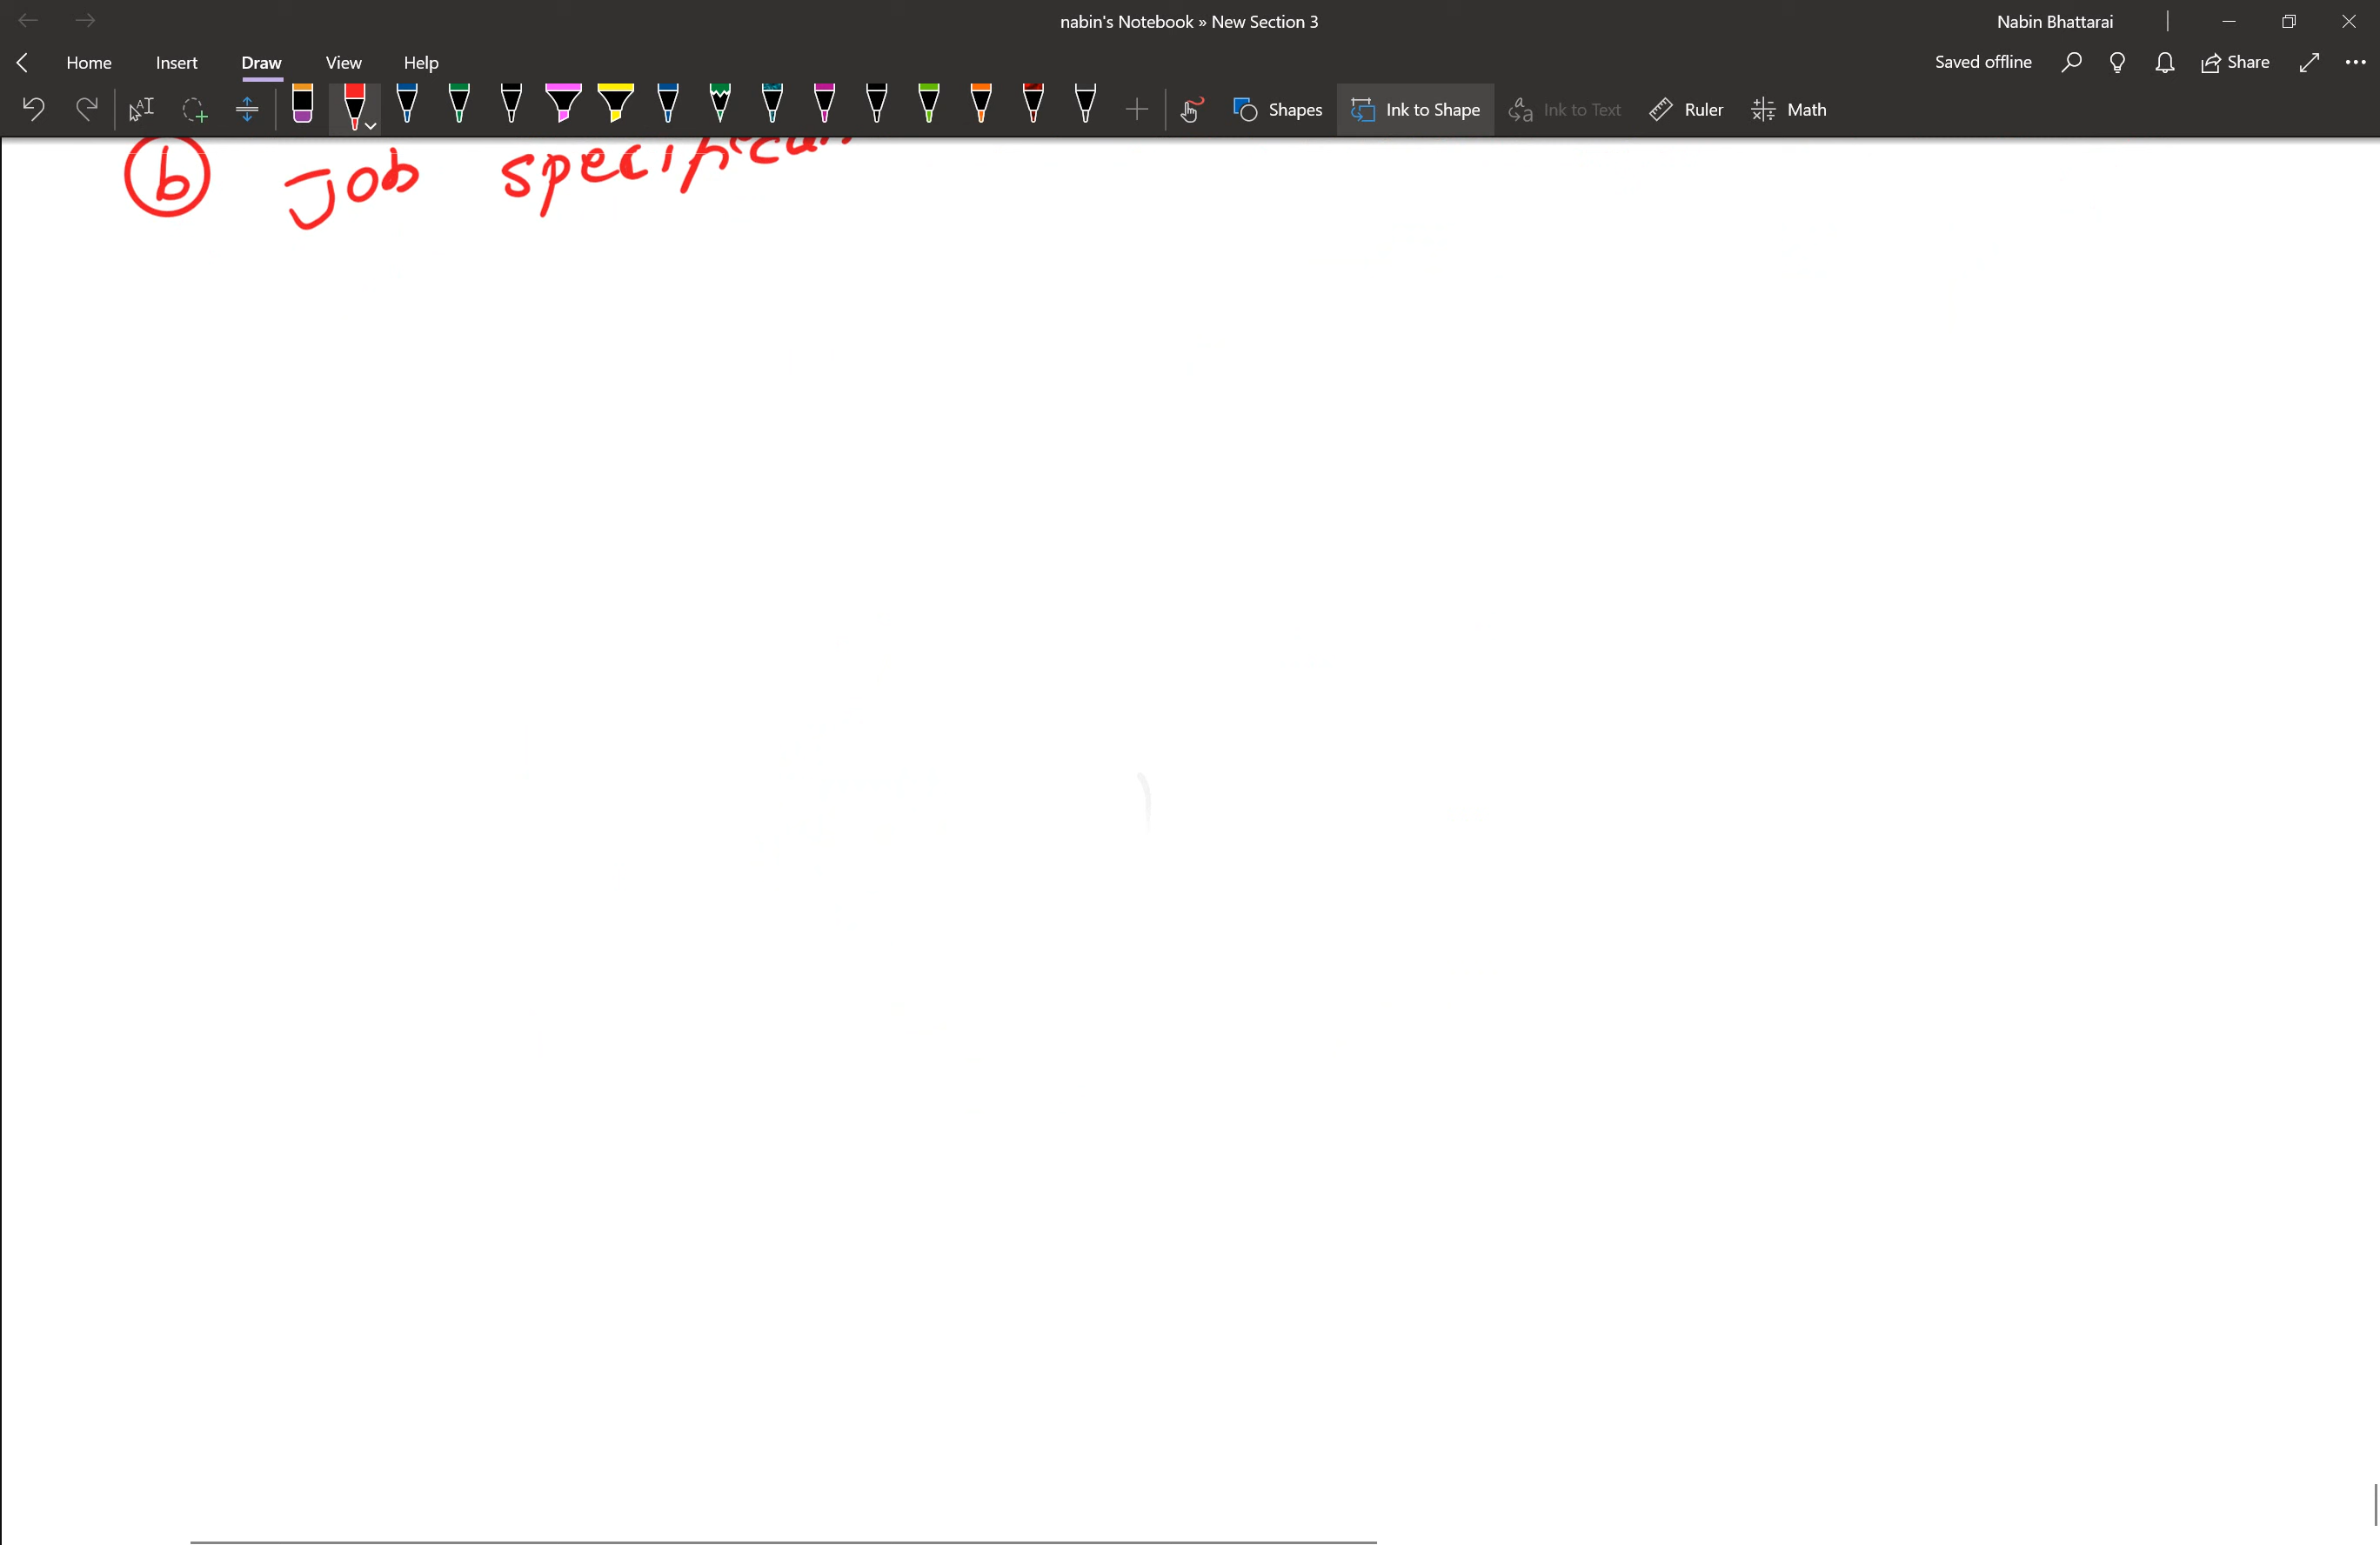 nabin's Notebook » New Section 3
Nabin Bhattarai
Home Insert Draw View Help
Saved offline Share
Shapes Ink to Shape Ink to Text Ruler Math
b Job